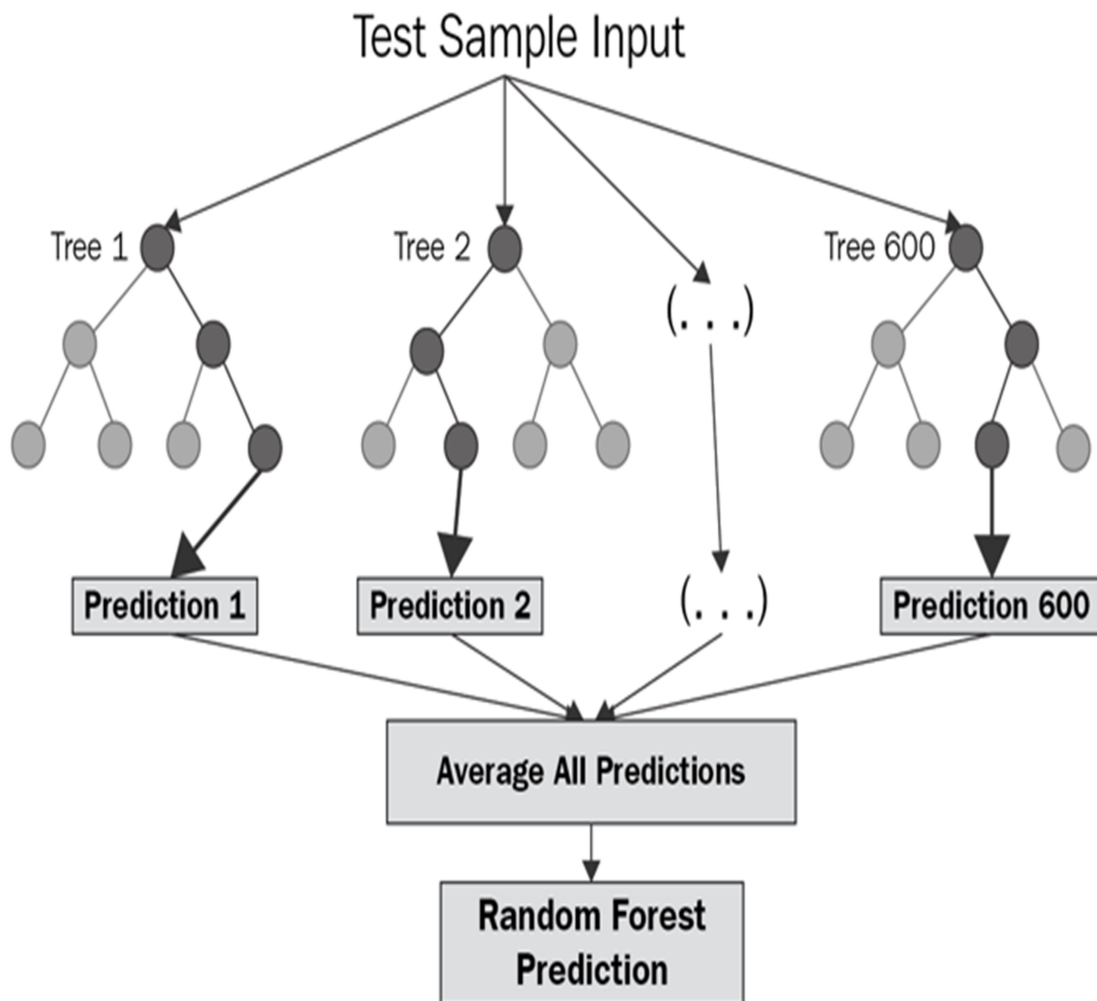 Test Sample Input
Tree 1
Tree 2
Tree 600
(. . .)
Prediction 1
Prediction 2
(. . .)
Prediction 600
Average All Predictions
Random Forest
Prediction